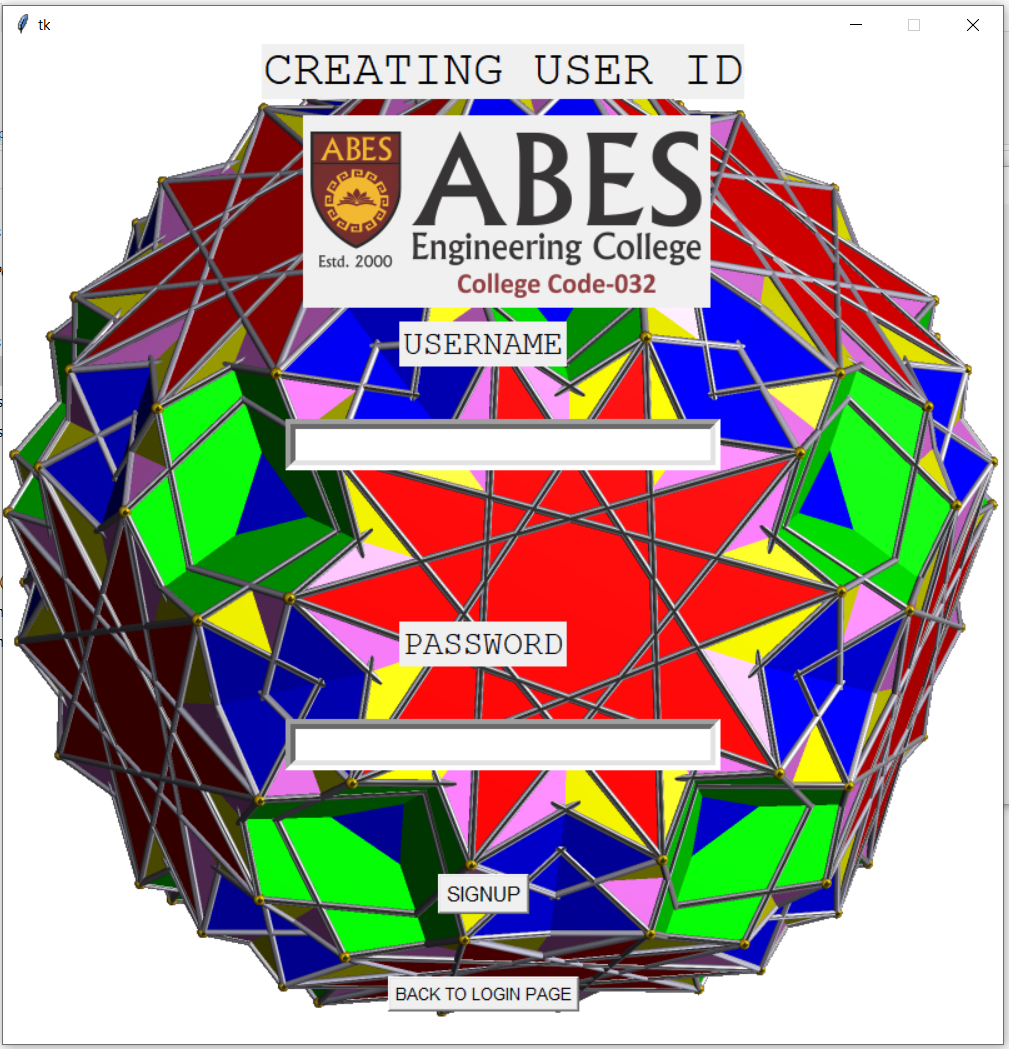 tk
CREATING USER ID
ABES
ABES
Engineering College
Estd. 2000
College Code-032
USERNAME
PASSWORD
SIGNUP
BACK TO LOGIN PAGE